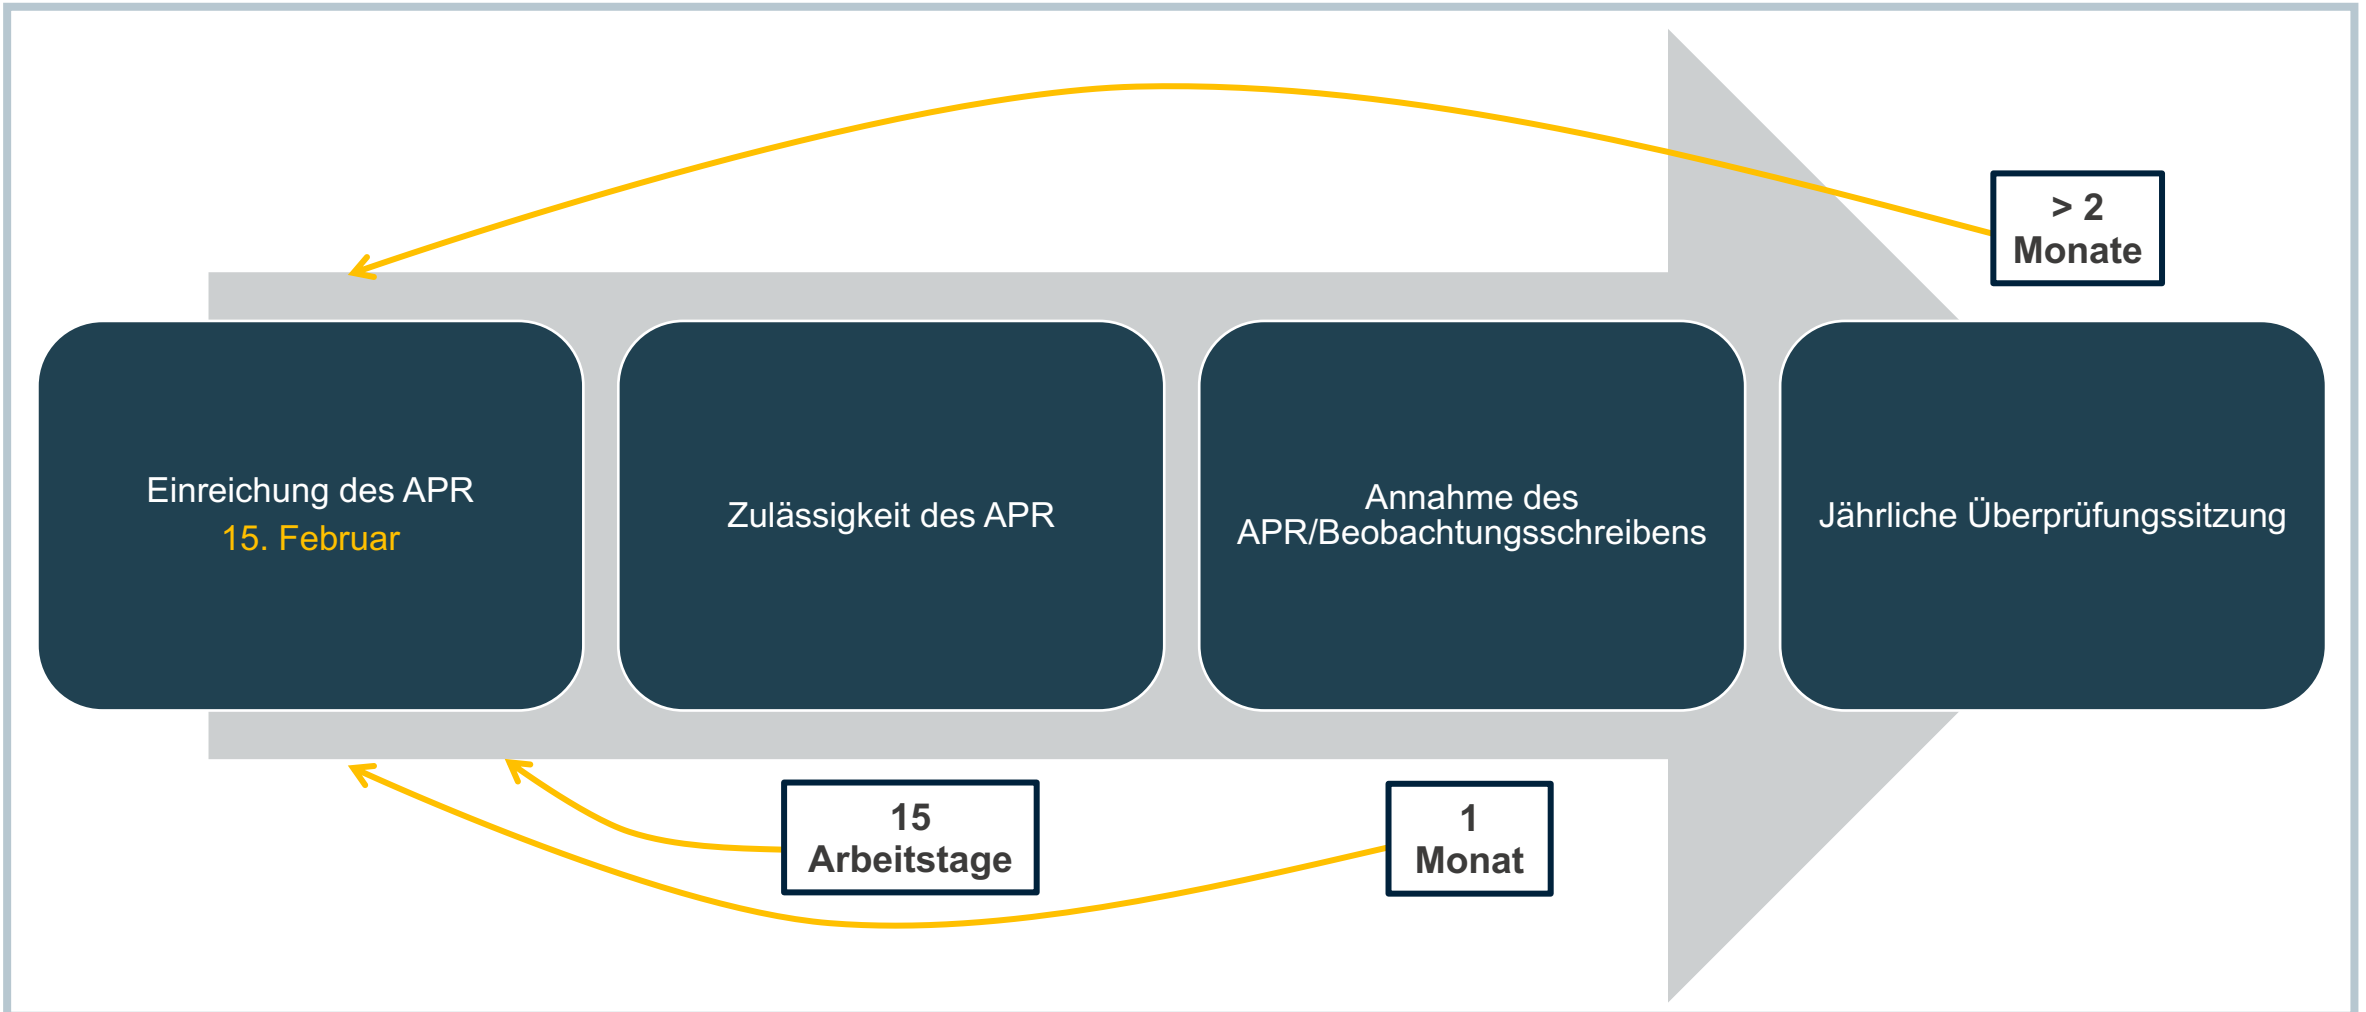 > 2
Monate
Einreichung des APR
15. Februar
Zulässigkeit des APR
Annahme des
APR/Beobachtungsschreibens
Jährliche Überprüfungssitzung
15
Arbeitstage
1
Monat